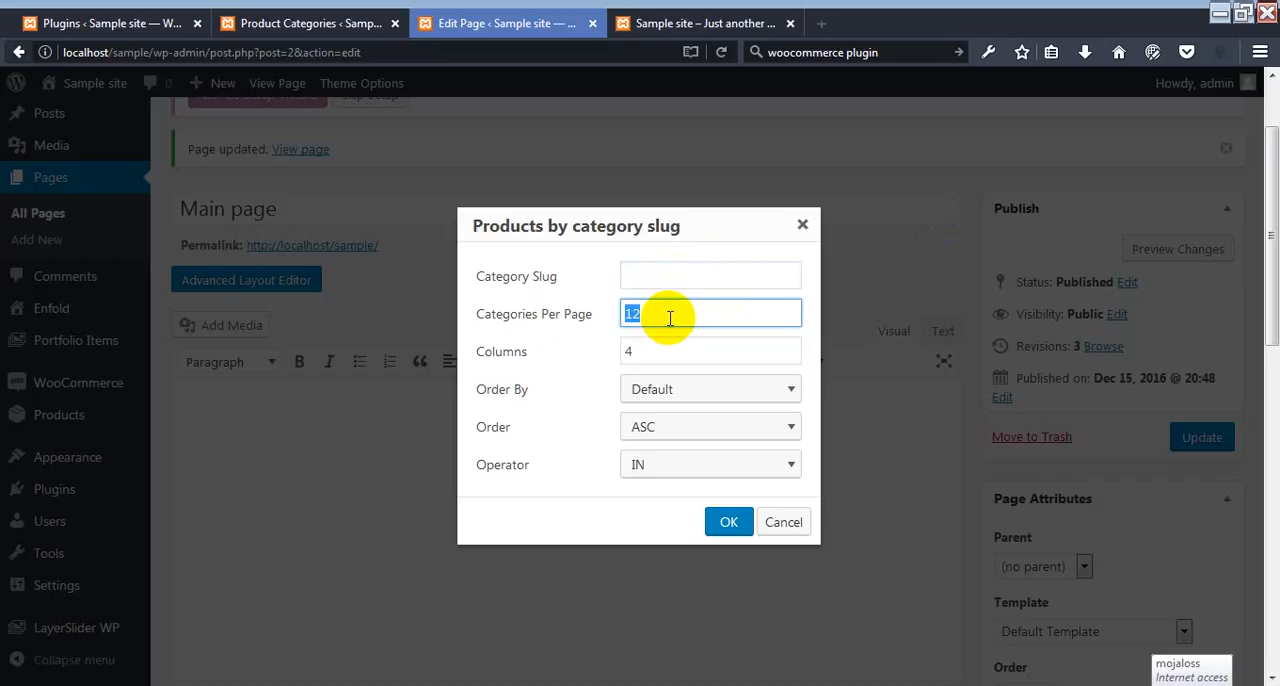 Plugins ‹ Sample site — W...
Product Categories ‹ Samp...
Edit Page ‹ Sample site — ...
Sample site – Just another ...
localhost/sample/wp-admin/post.php?post=2&action=edit
woocommerce plugin
Sample site
0
New
View Page
Theme Options
Howdy, admin
Posts
Media
Pages
All Pages
Add New
Comments
Enfold
Portfolio Items
WooCommerce
Products
Appearance
Plugins
Users
Tools
Settings
LayerSlider WP
Collapse menu
Page updated. View page
Main page
Permalink: http://localhost/sample/
Advanced Layout Editor
Add Media
Visual
Text
Paragraph
B
I
Products by category slug
Category Slug
Categories Per Page
12
Columns
4
Order By
Default
Order
ASC
Operator
IN
OK
Cancel
Publish
Preview Changes
Status: Published Edit
Visibility: Public Edit
Revisions: 3 Browse
Published on: Dec 15, 2016 @ 20:48
Edit
Move to Trash
Update
Page Attributes
Parent
(no parent)
Template
Default Template
Order
mojaloss
Internet access